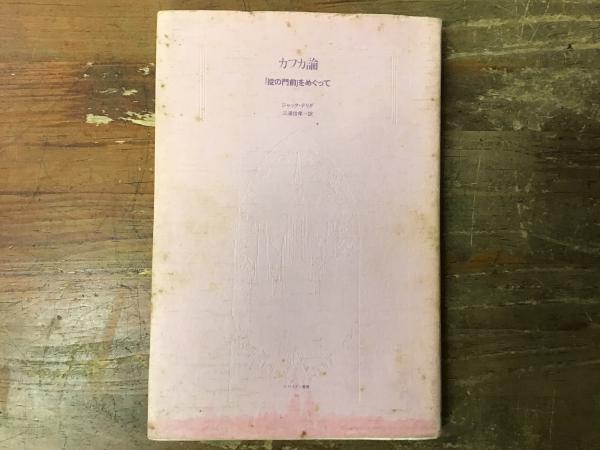 カフカ論
「掟の門前」をめぐって
ジャック・デリダ
三浦信孝=訳